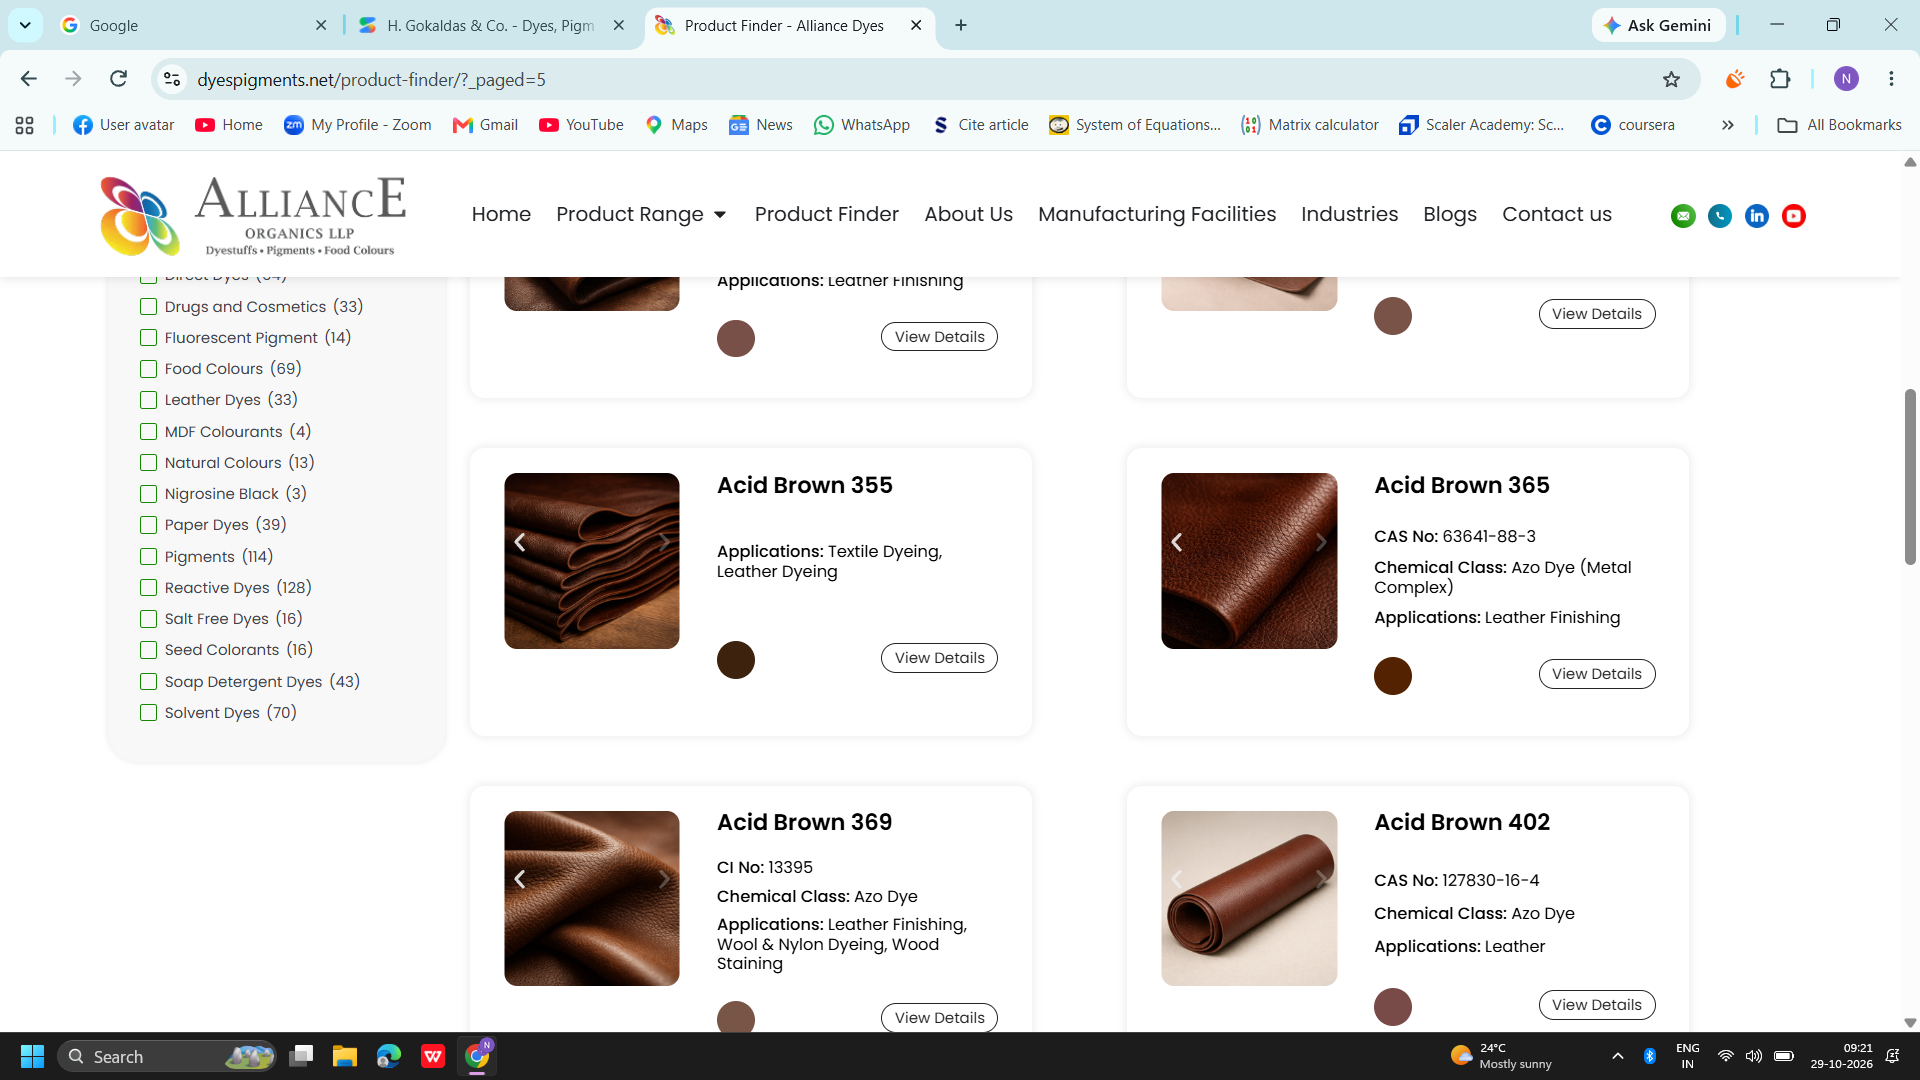 Google
H. Gokaldas & Co. - Dyes, Pigm
Product Finder - Alliance Dyes
Ask Gemini
dyespigments.net/product-finder/?_paged=5
N
User avatar
Home
My Profile - Zoom
Gmail
YouTube
Maps
News
WhatsApp
Cite article
System of Equations...
Matrix calculator
Scaler Academy: Sc...
coursera
All Bookmarks
ALLIANCE
ORGANICS LLP
Dyestuffs • Pigments • Food Colours
Home
Product Range
Product Finder
About Us
Manufacturing Facilities
Industries
Blogs
Contact us
Direct Dyes (64)
Drugs and Cosmetics (33)
Fluorescent Pigment (14)
Food Colours (69)
Leather Dyes (33)
MDF Colourants (4)
Natural Colours (13)
Nigrosine Black (3)
Paper Dyes (39)
Pigments (114)
Reactive Dyes (128)
Salt Free Dyes (16)
Seed Colorants (16)
Soap Detergent Dyes (43)
Solvent Dyes (70)
Applications: Leather Finishing
View Details
View Details
Acid Brown 355
Applications: Textile Dyeing,
Leather Dyeing
View Details
Acid Brown 365
CAS No: 63641-88-3
Chemical Class: Azo Dye (Metal
Complex)
Applications: Leather Finishing
View Details
Acid Brown 369
CI No: 13395
Chemical Class: Azo Dye
Applications: Leather Finishing,
Wool & Nylon Dyeing, Wood
Staining
View Details
Acid Brown 402
CAS No: 127830-16-4
Chemical Class: Azo Dye
Applications: Leather
View Details
Search
N
24°C
Mostly sunny
ENG
IN
09:21
29-10-2026